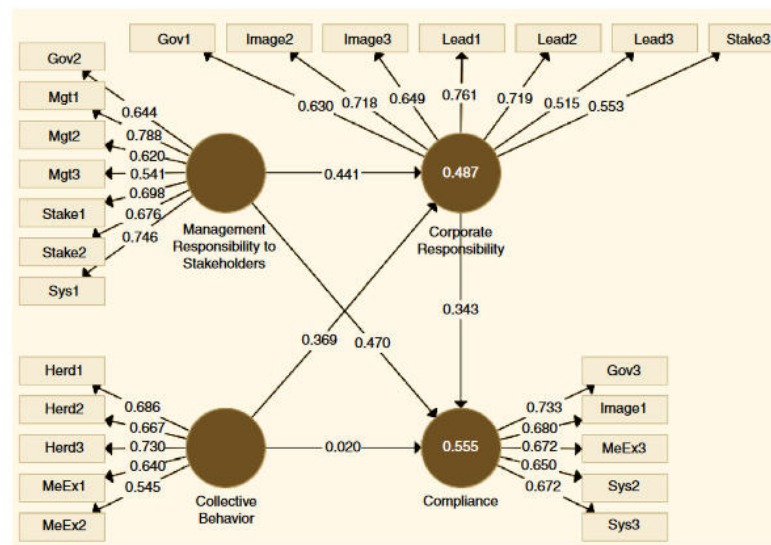 Gov1
Image2
Image3
Lead1
Lead2
Lead3
Stake3
Gov2
Mgt1
Mgt2
Mgt3
Stake1
Stake2
Sys1
0.644
0.788
0.620
0.541
0.698
0.676
0.746
0.630
0.718
0.649
0.761
0.719
0.515
0.553
0.441
0.487
Management
Responsibility to
Stakeholders
Corporate
Responsibility
0.369
0.470
0.343
Herd1
Herd2
Herd3
MeEx1
MeEx2
0.686
0.667
0.730
0.640
0.545
0.020
0.555
Collective
Behavior
Compliance
0.733
0.680
0.672
0.650
0.672
Gov3
Image1
MeEx3
Sys2
Sys3